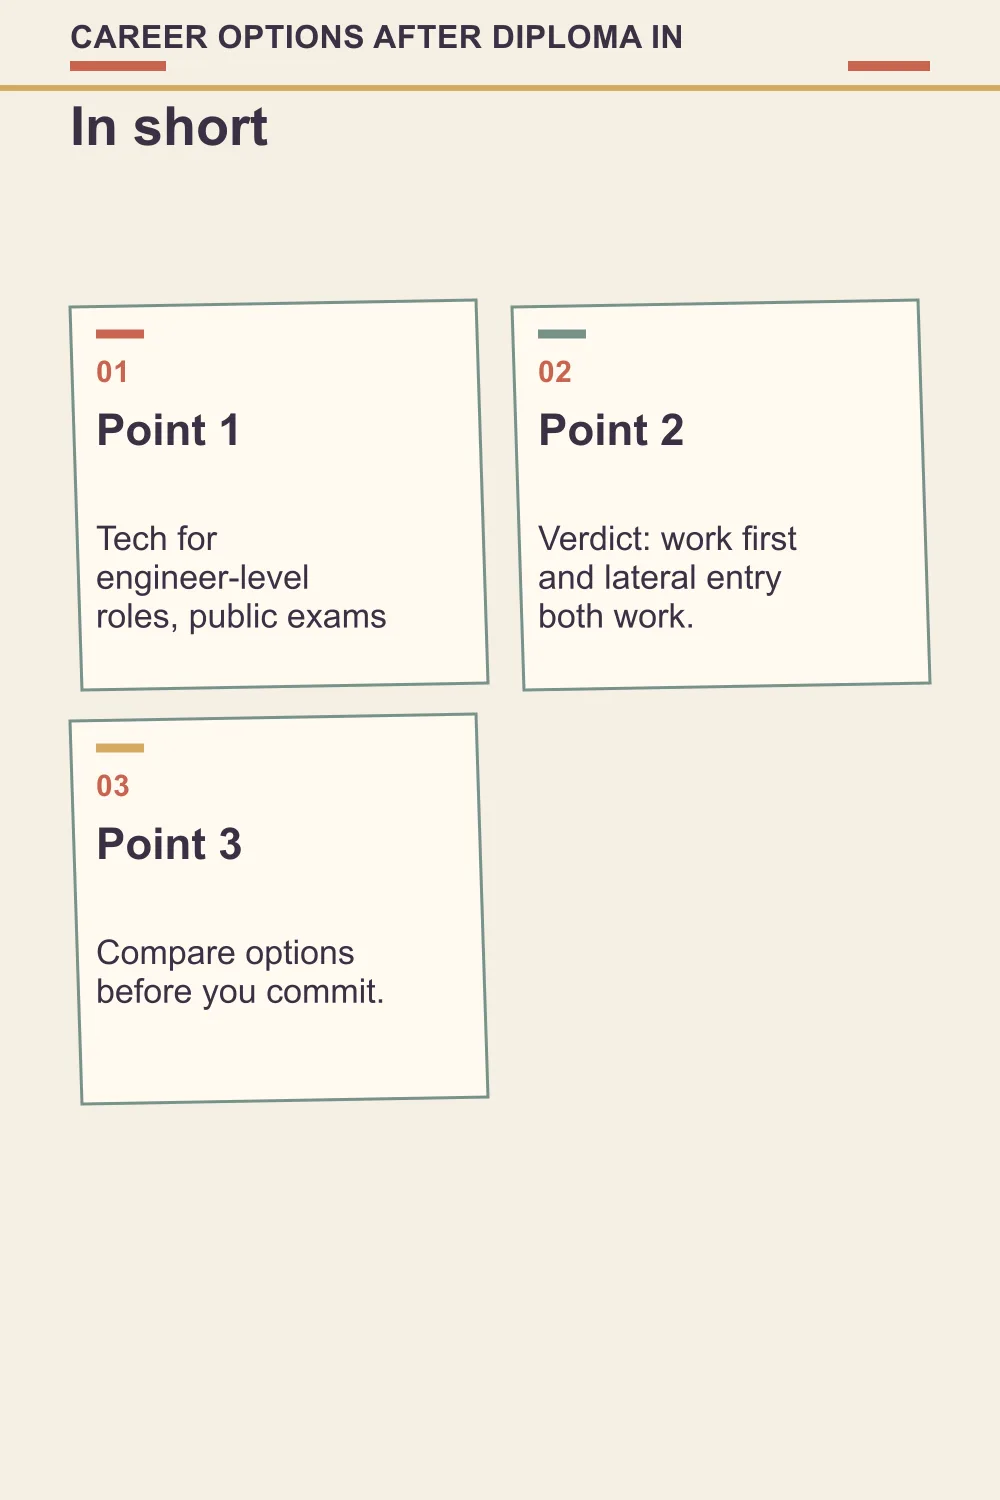 CAREER OPTIONS AFTER DIPLOMA IN
In short
01
Point 1
Tech for
engineer-level
roles, public exams
02
Point 2
Verdict: work first
and lateral entry
both work.
03
Point 3
Compare options
before you commit.